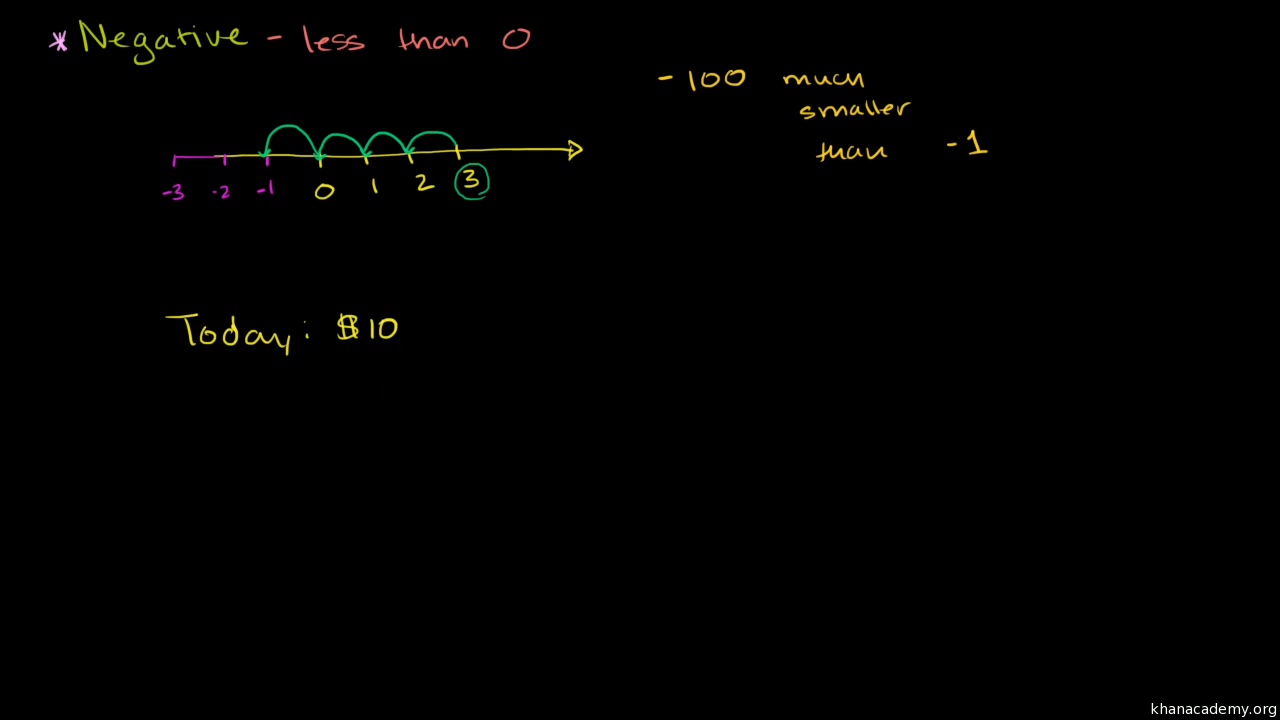 * Negative - less than 0
-100 much
smaller
than -1
-3 -2 -1 0 1 2 3
Today: $10
khanacademy.org